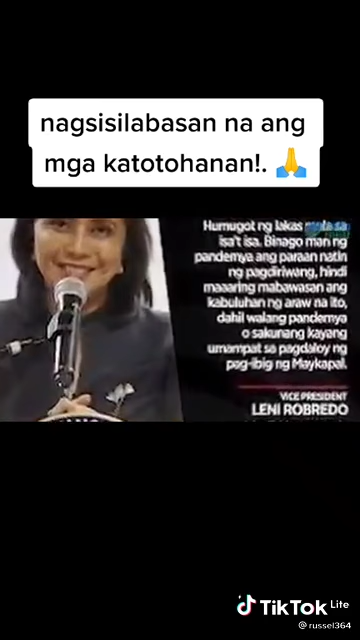 nagsisilabasan na ang
mga katotohanan!. 🙏
Humugot ng lakas mula sa
isa't isa. Binago man ng
pandemya ang paraan natin
ng pagdiriwang, hindi
maaaring mabawasan ang
kabuluhan ng araw na ito,
dahil walang pandemya
o sakunang kayang
umampat sa pagdaloy ng
pag-ibig ng Maykapal.
VICE PRESIDENT
LENI ROBREDO
TikTok Lite
@russel364